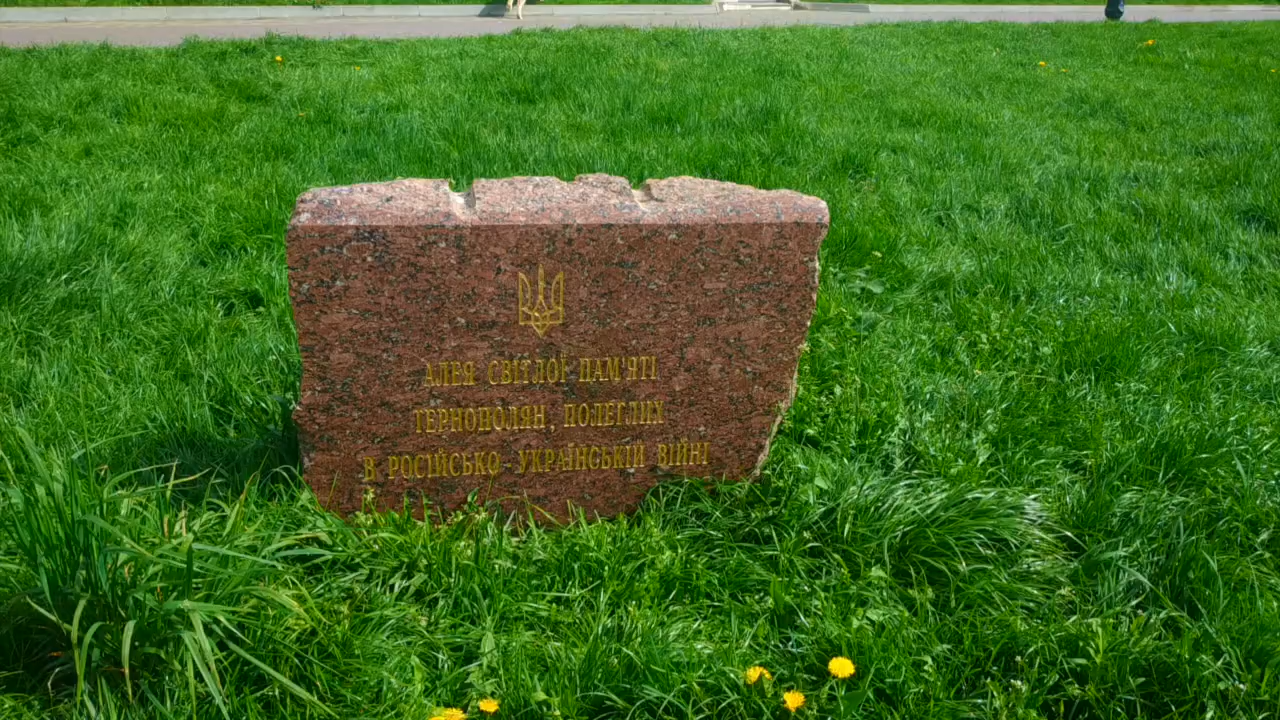 АЛЕЯ СВІТЛОЇ ПАМ'ЯТІ
ТЕРНОПОЛЯН, ПОЛЕГЛИХ
В РОСІЙСЬКО-УКРАЇНСЬКІЙ ВІЙНІ